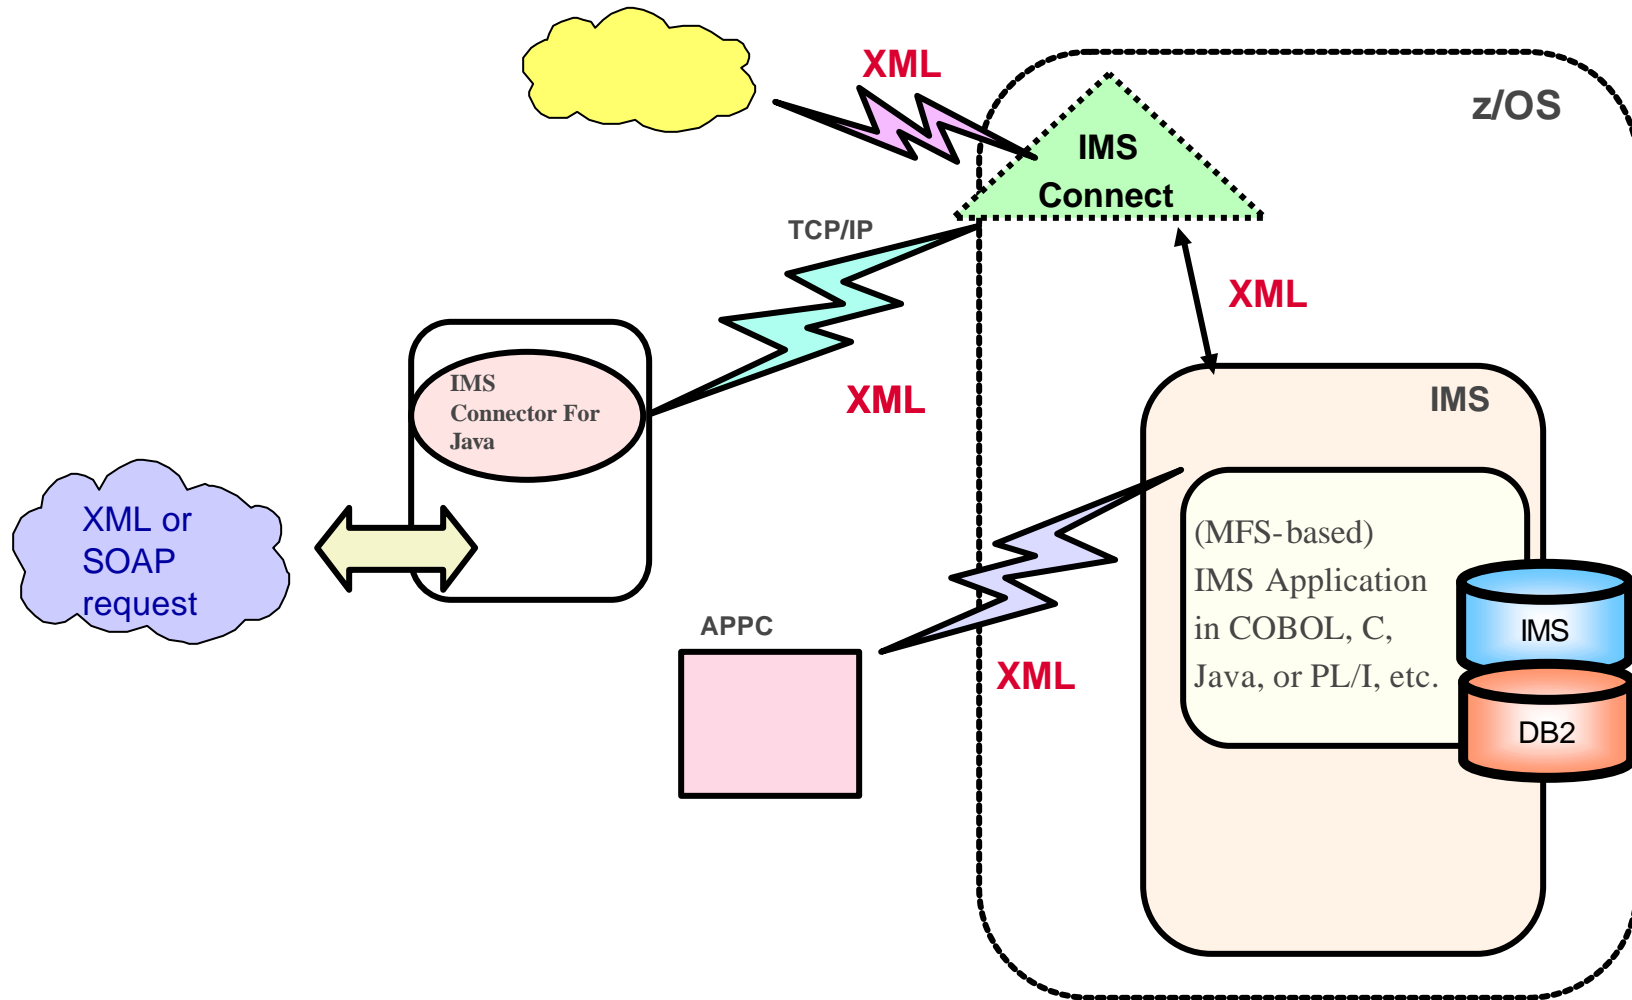 XML
z/OS
IMS
Connect
TCP/IP
XML
IMS
Connector For
Java
XML
IMS
XML or
SOAP
request
(MFS-based)
IMS Application
in COBOL, C,
Java, or PL/I, etc.
IMS
APPC
XML
DB2